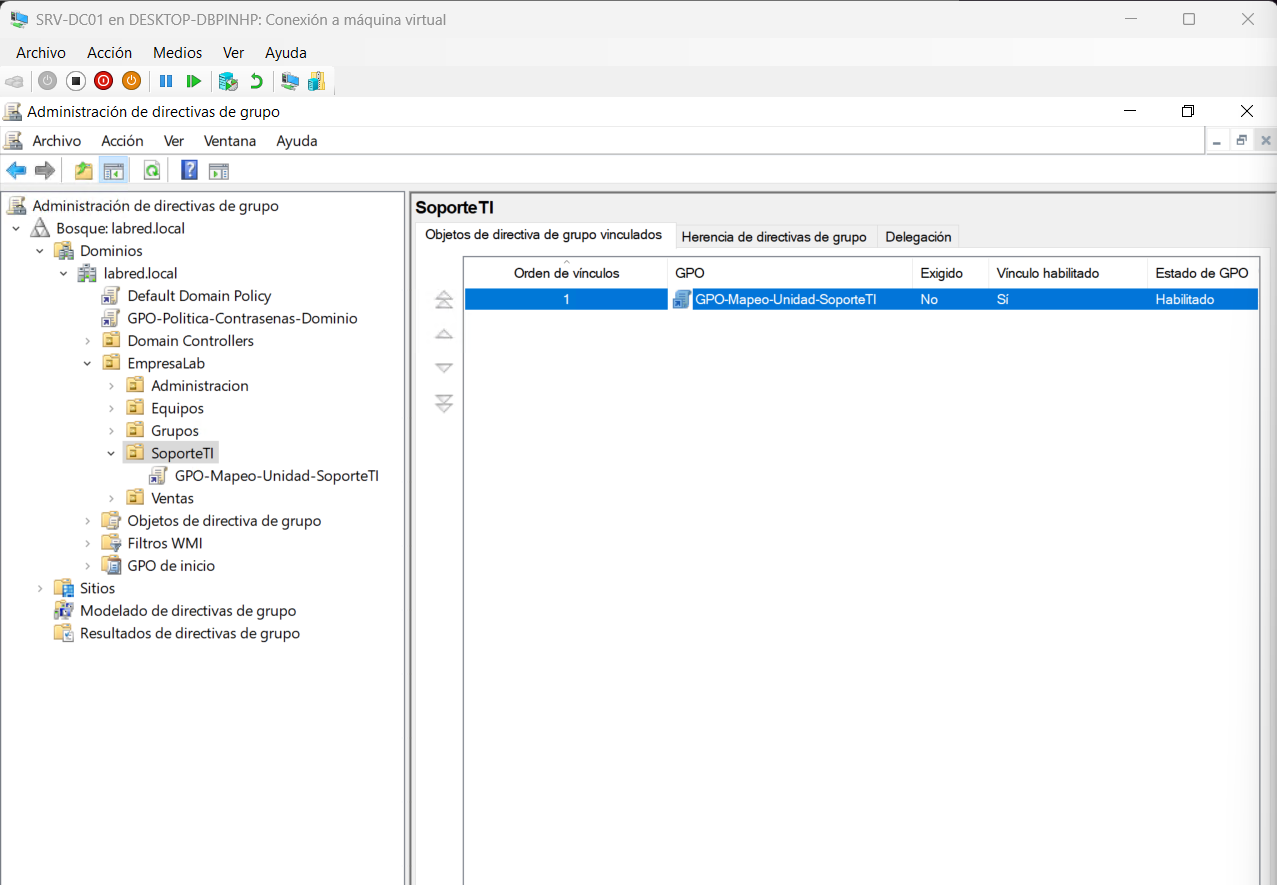 SRV-DC01 en DESKTOP-DBPINHP: Conexión a máquina virtual
Archivo Acción Medios Ver Ayuda
Administración de directivas de grupo
Archivo Acción Ver Ventana Ayuda
Administración de directivas de grupo
Bosque: labred.local
Dominios
labred.local
Default Domain Policy
GPO-Politica-Contrasenas-Dominio
Domain Controllers
EmpresaLab
Administracion
Equipos
Grupos
SoporteTI
GPO-Mapeo-Unidad-SoporteTI
Ventas
Objetos de directiva de grupo
Filtros WMI
GPO de inicio
Sitios
Modelado de directivas de grupo
Resultados de directivas de grupo
SoporteTI
Objetos de directiva de grupo vinculados Herencia de directivas de grupo Delegación
Orden de vínculos GPO Exigido Vínculo habilitado Estado de GPO
1 GPO-Mapeo-Unidad-SoporteTI No Sí Habilitado